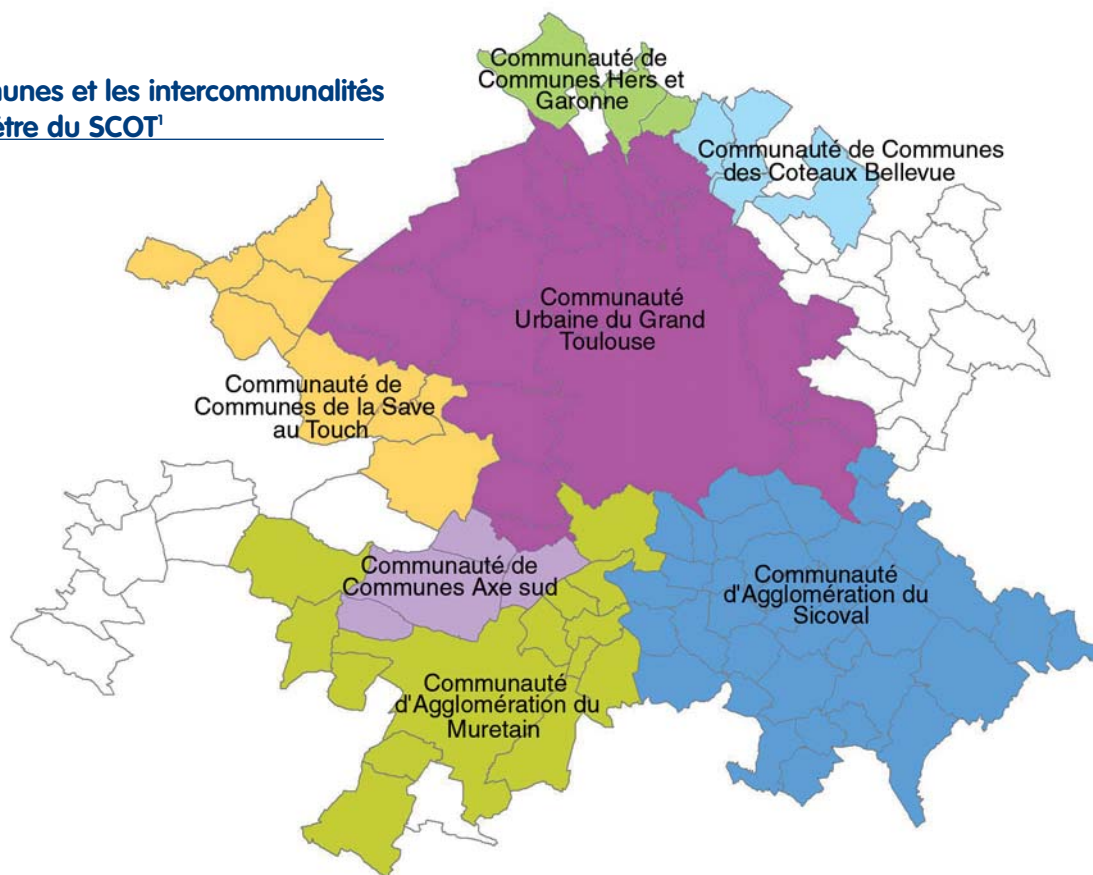 munes et les intercommunalités
être du SCOT¹
Communauté de
Communes Hers et
Garonne
Communauté de Communes
des Coteaux Bellevue
Communauté
Urbaine du Grand
Toulouse
Communauté de
Communes de la Save
au Touch
Communauté de
Communes Axe sud
Communauté
d'Agglomération du
Sicoval
Communauté
d'Agglomération du
Muretain